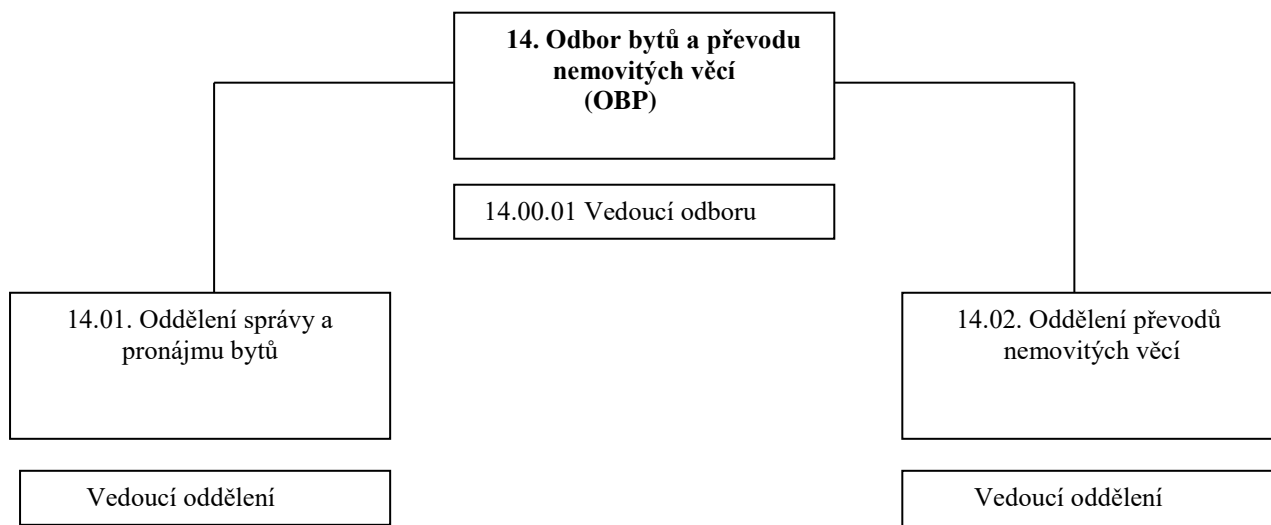 14. Odbor bytů a převodu
nemovitých věcí
(OBP)
14.00.01 Vedoucí odboru
14.01. Oddělení správy a
pronájmu bytů
14.02. Oddělení převodů
nemovitých věcí
Vedoucí oddělení
Vedoucí oddělení